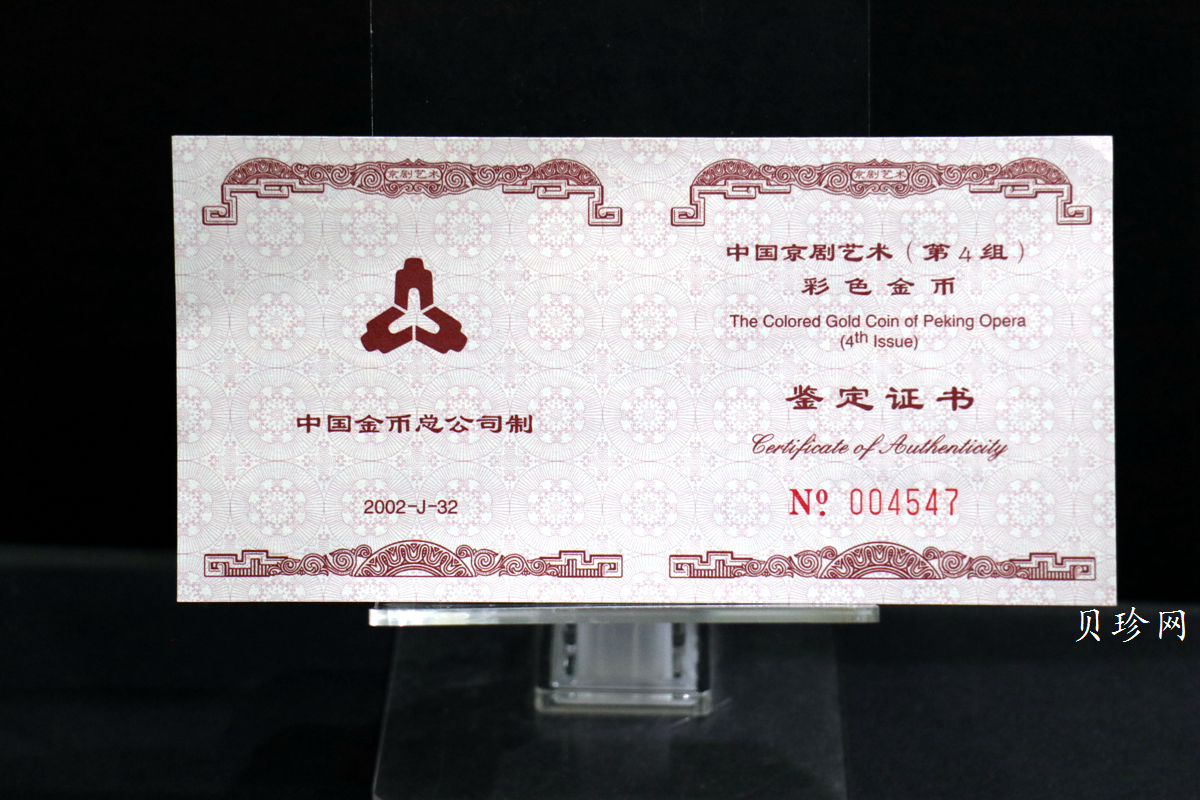 京剧艺术
中国金币总公司制
2002-J-32
京剧艺术
中国京剧艺术(第4组)
彩色金币
The Colored Gold Coin of Peking Opera
(4th Issue)
鉴定证书
Certificate of Authenticity
Nº 004547
贝珍网